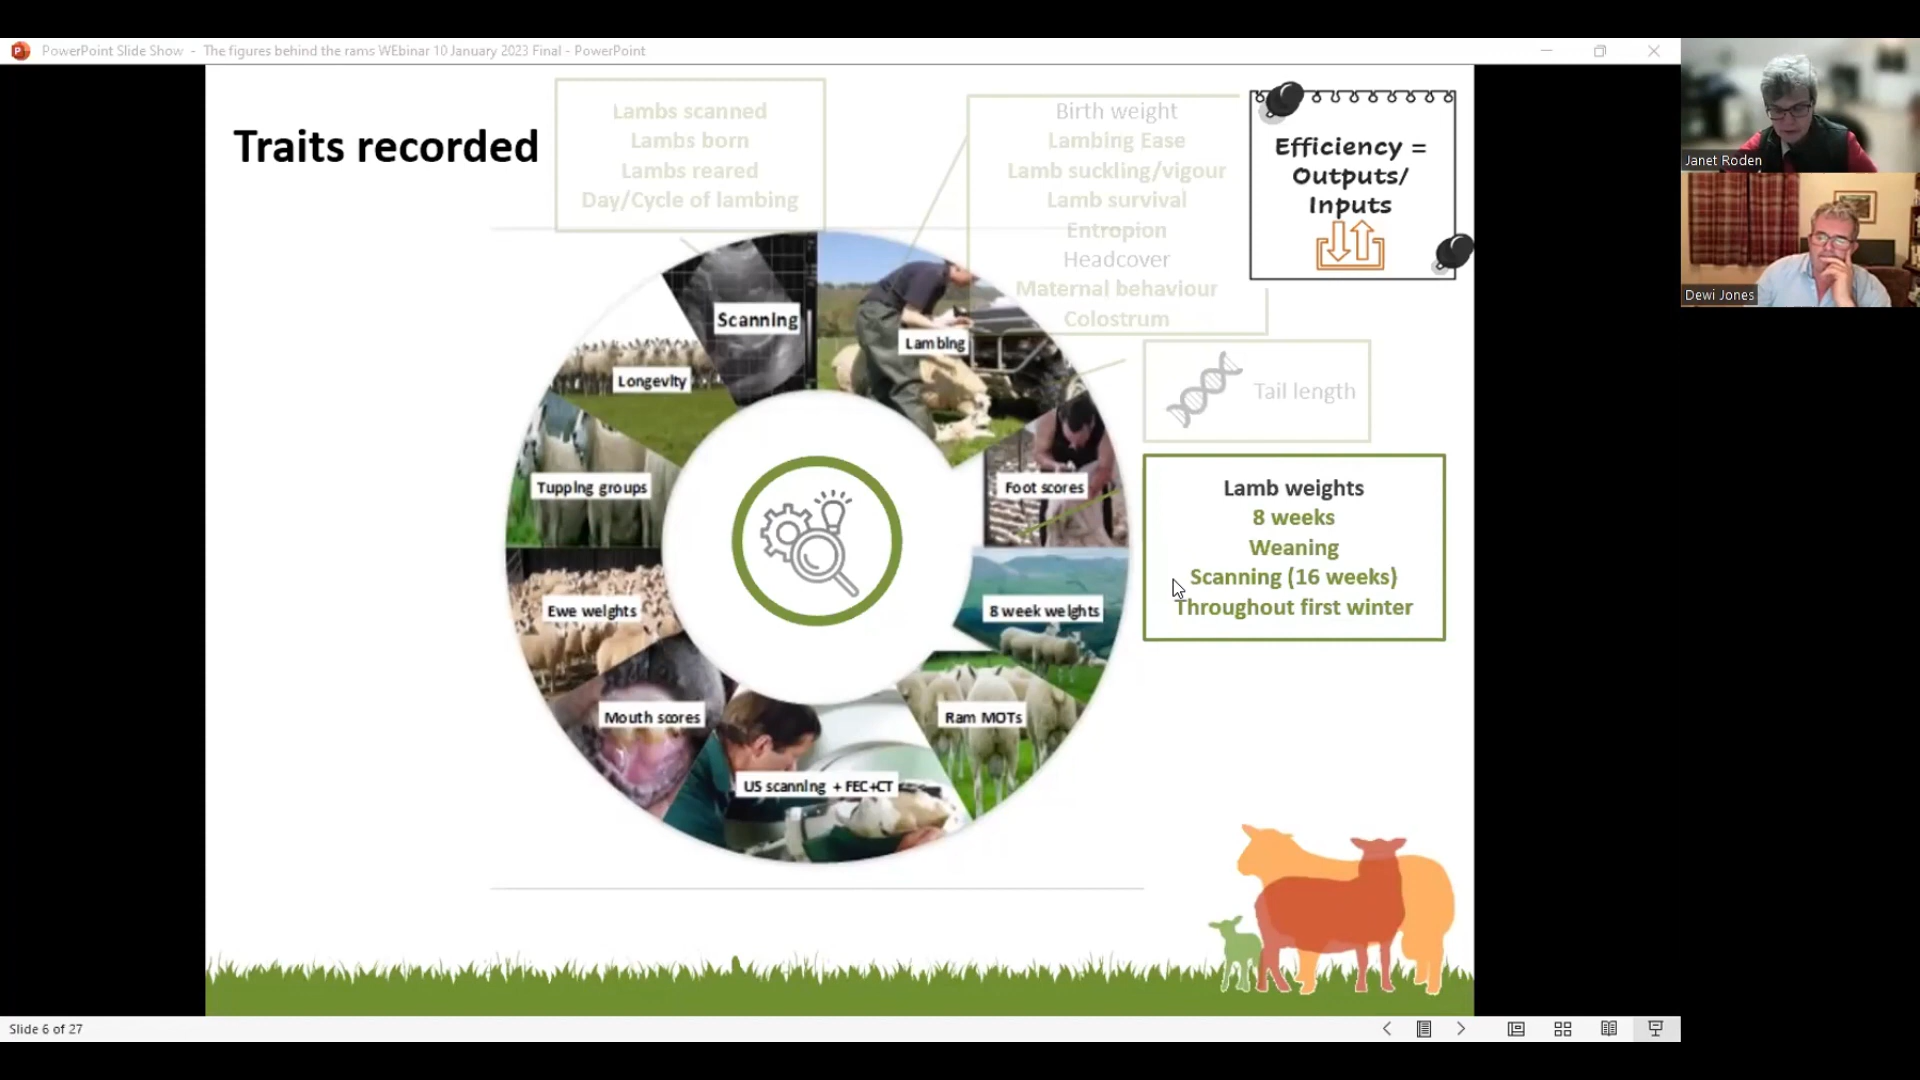 PowerPoint Slide Show - The figures behind the rams WEbinar 10 January 2023 Final - PowerPoint
Traits recorded
Lambs scanned
Lambs born
Lambs reared
Day/Cycle of lambing
Birth weight
Lambing Ease
Lamb suckling/vigour
Lamb survival
Entropion
Headcover
Maternal behaviour
Colostrum
Efficiency =
Outputs/
Inputs
Janet Roden
Dewi Jones
Tail length
Lamb weights
8 weeks
Weaning
Scanning (16 weeks)
Throughout first winter
Scanning
Lambing
Longevity
Foot scores
Tupping groups
8 week weights
Ewe weights
Ram MOTs
Mouth scores
US scanning + FEC+CT
Slide 6 of 27